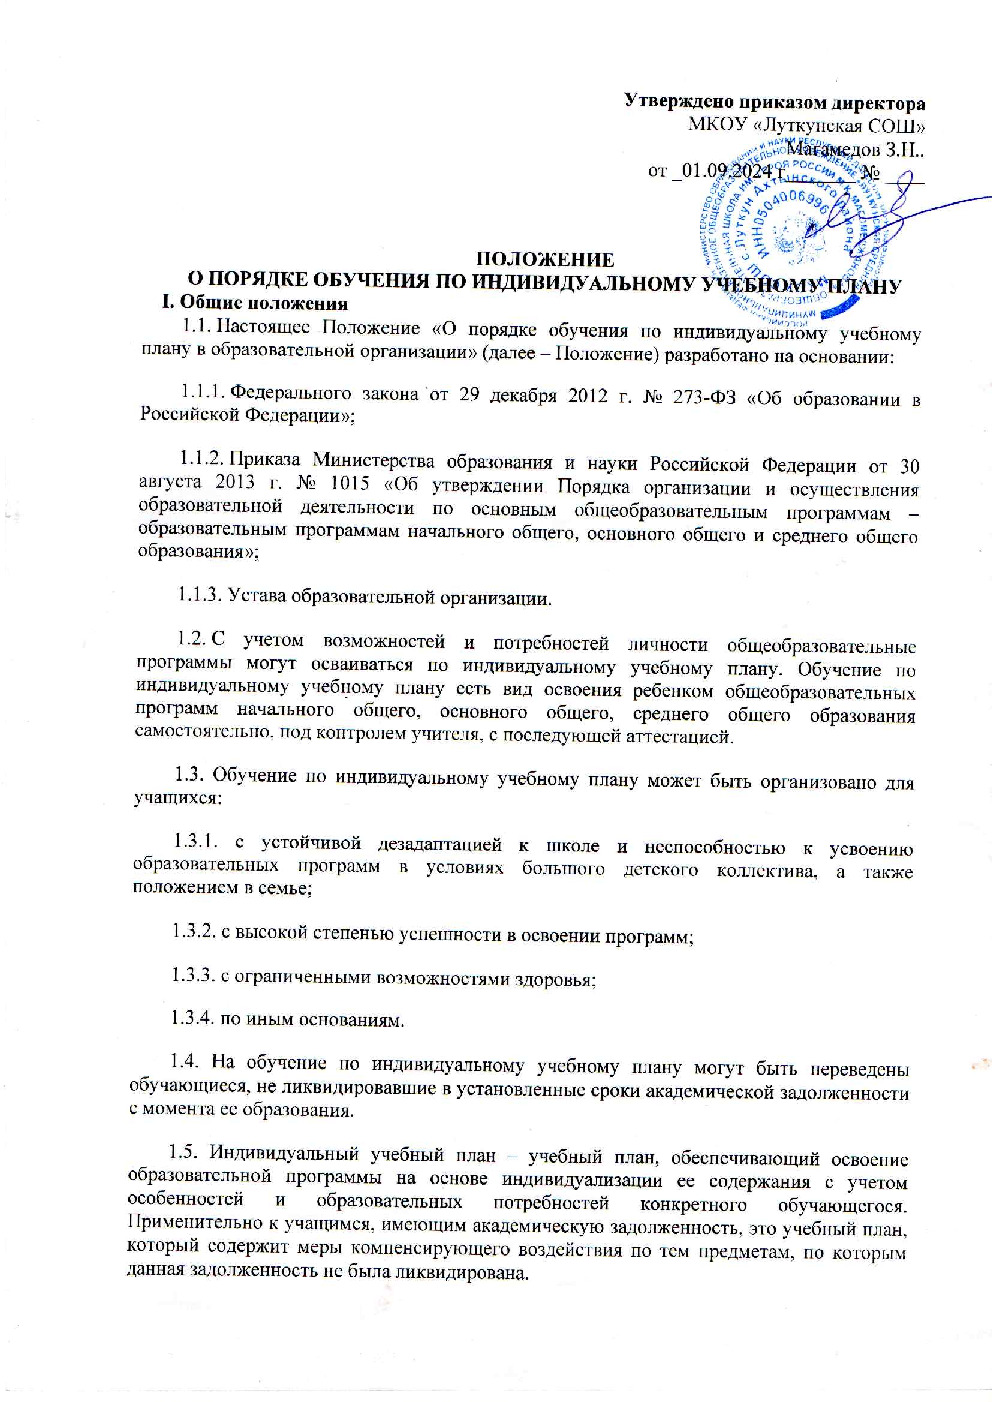 Утверждено приказом директора
МКОУ «Луткунская СОШ»
Магамедов З.Н..
от _01.09.2024 г________ № ____
ИНН0504006996
с.Луткун Ахтынского района
ПОЛОЖЕНИЕ
О ПОРЯДКЕ ОБУЧЕНИЯ ПО ИНДИВИДУАЛЬНОМУ УЧЕБНОМУ ПЛАНУ
I. Общие положения
1.1. Настоящее Положение «О порядке обучения по индивидуальному учебному
плану в образовательной организации» (далее – Положение) разработано на основании:
1.1.1. Федерального закона от 29 декабря 2012 г. № 273-ФЗ «Об образовании в
Российской Федерации»;
1.1.2. Приказа Министерства образования и науки Российской Федерации от 30
августа 2013 г. № 1015 «Об утверждении Порядка организации и осуществления
образовательной деятельности по основным общеобразовательным программам –
образовательным программам начального общего, основного общего и среднего общего
образования»;
1.1.3. Устава образовательной организации.
1.2. С учетом возможностей и потребностей личности общеобразовательные
программы могут осваиваться по индивидуальному учебному плану. Обучение по
индивидуальному учебному плану есть вид освоения ребенком общеобразовательных
программ начального общего, основного общего, среднего общего образования
самостоятельно, под контролем учителя, с последующей аттестацией.
1.3. Обучение по индивидуальному учебному плану может быть организовано для
учащихся:
1.3.1. с устойчивой дезадаптацией к школе и неспособностью к усвоению
образовательных программ в условиях большого детского коллектива, а также
положением в семье;
1.3.2. с высокой степенью успешности в освоении программ;
1.3.3. с ограниченными возможностями здоровья;
1.3.4. по иным основаниям.
1.4. На обучение по индивидуальному учебному плану могут быть переведены
обучающиеся, не ликвидировавшие в установленные сроки академической задолженности
с момента ее образования.
1.5. Индивидуальный учебный план – учебный план, обеспечивающий освоение
образовательной программы на основе индивидуализации ее содержания с учетом
особенностей и образовательных потребностей конкретного обучающегося.
Применительно к учащимся, имеющим академическую задолженность, это учебный план,
который содержит меры компенсирующего воздействия по тем предметам, по которым
данная задолженность не была ликвидирована.